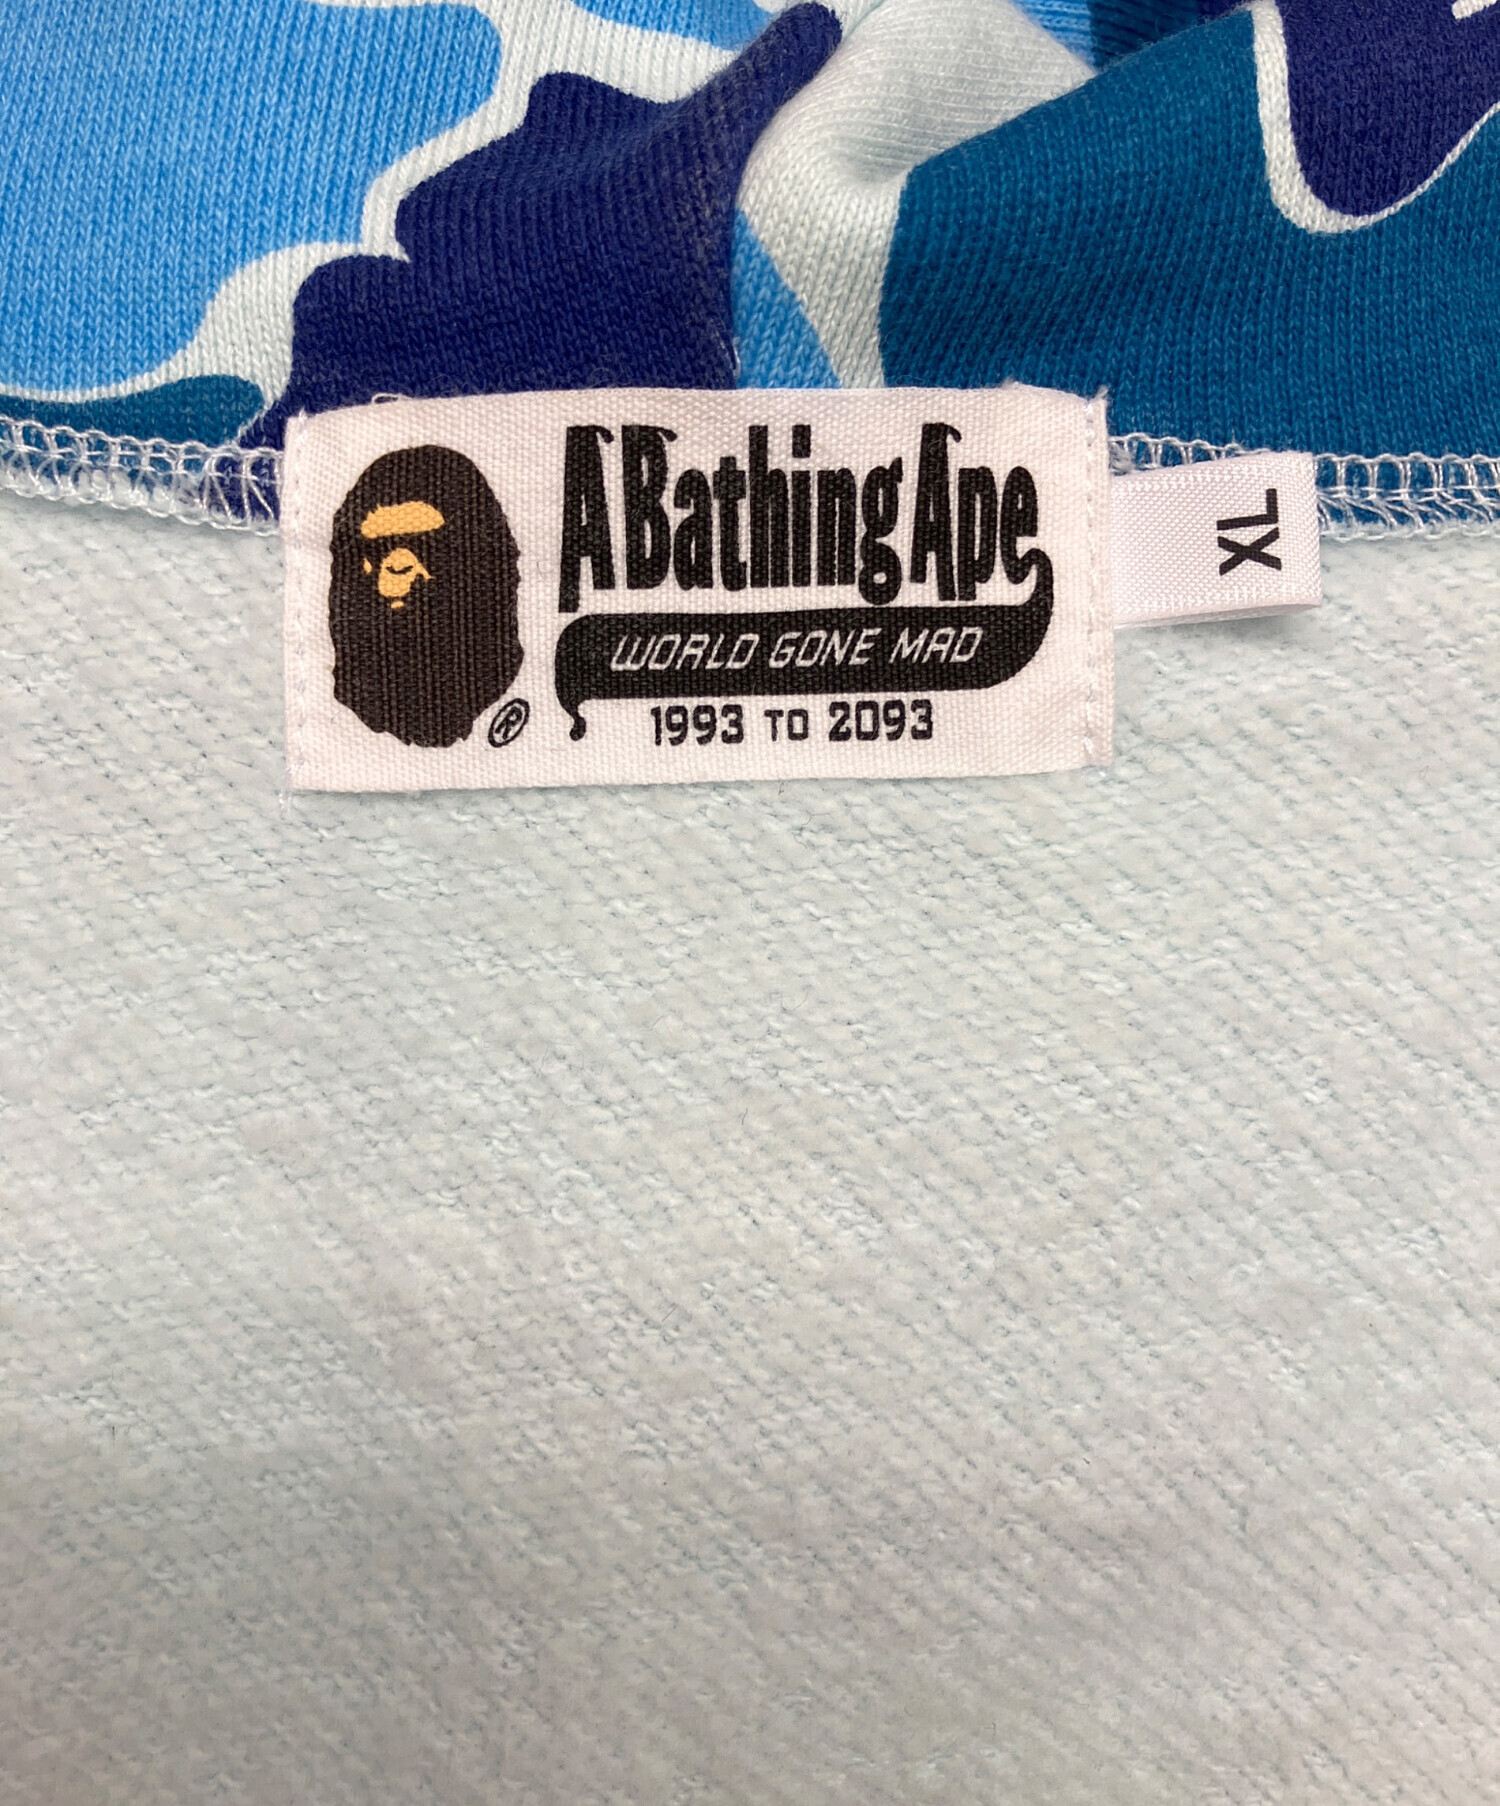 A Bathing Ape
WORLD GONE MAD
1993 TO 2093
®
XL